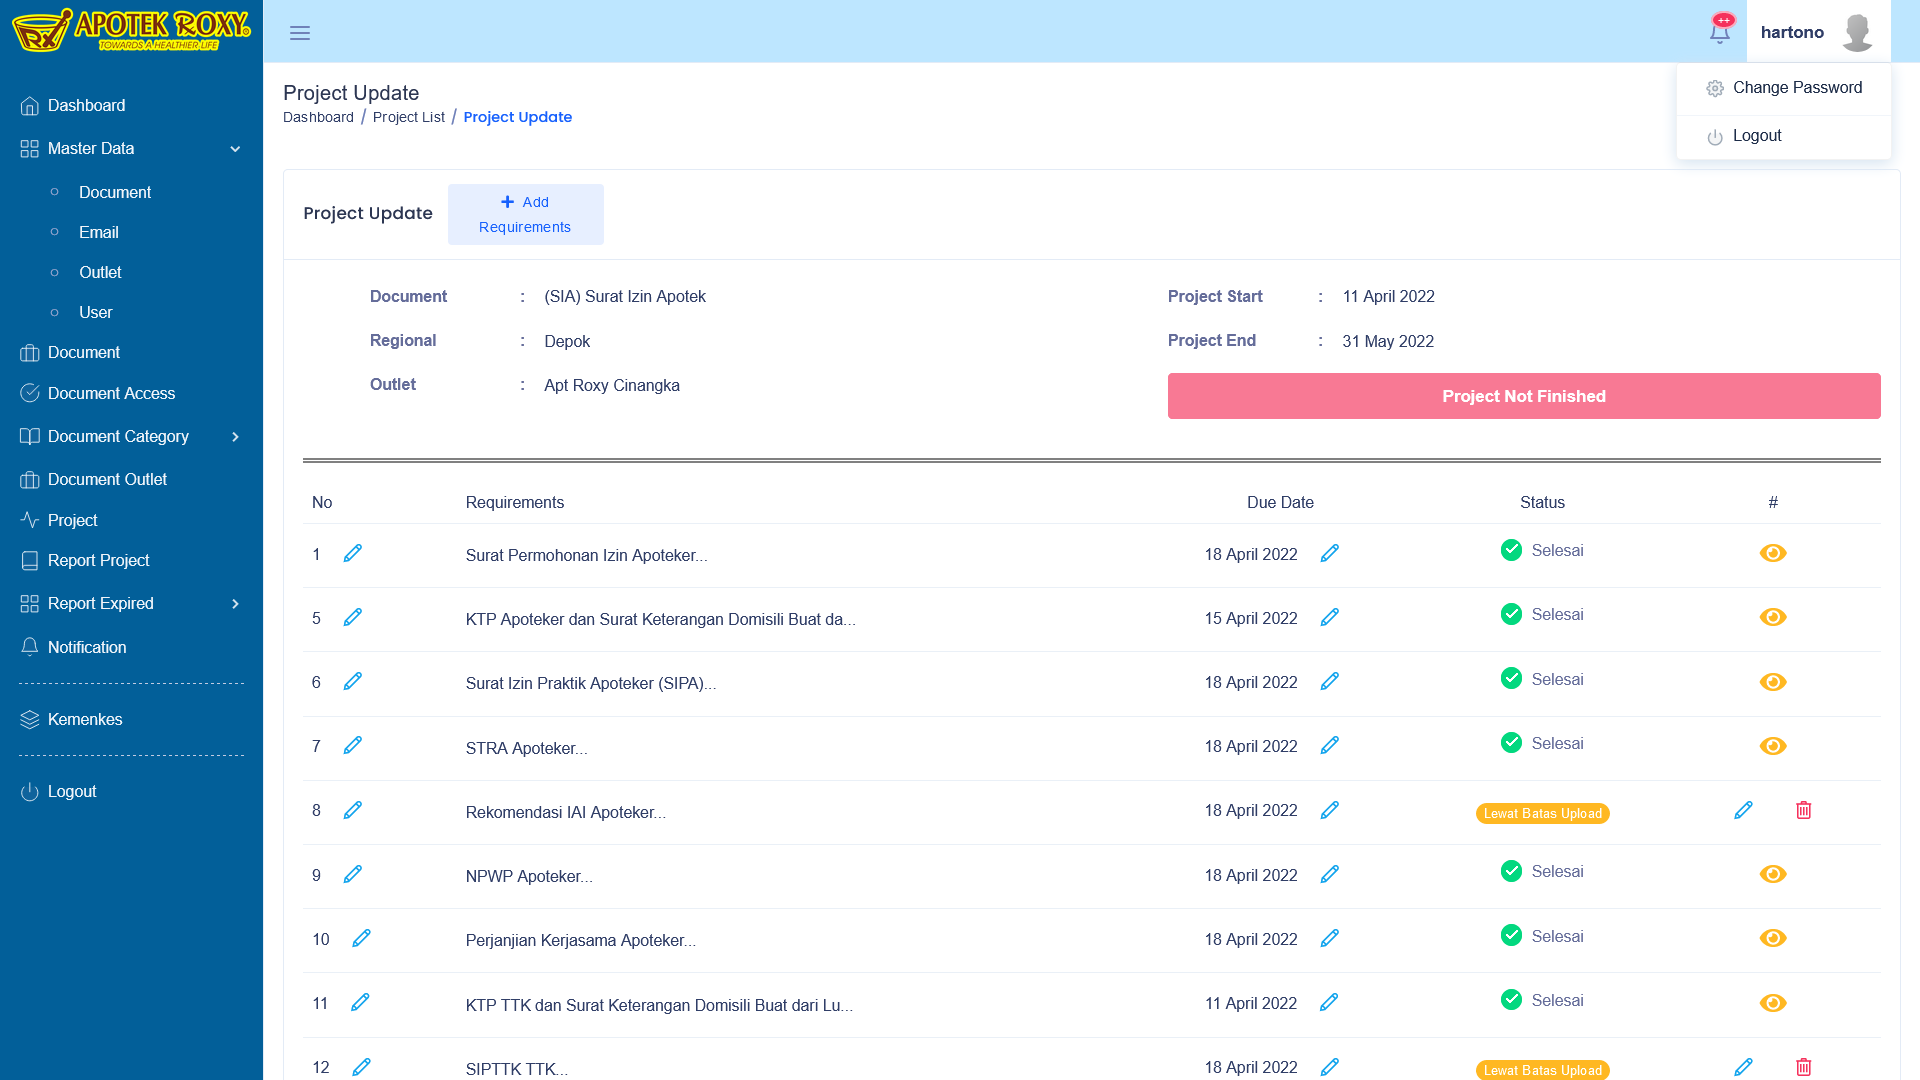 APOTEK ROXY
TOWARDS A HEALTHIER LIFE
RX
++
hartono
Change Password
Logout
Dashboard
Master Data
Document
Email
Outlet
User
Document
Document Access
Document Category
Document Outlet
Project
Report Project
Report Expired
Notification
Kemenkes
Logout
Project Update
Dashboard / Project List / Project Update
Project Update
Add
Requirements
Document : (SIA) Surat Izin Apotek
Regional : Depok
Outlet : Apt Roxy Cinangka
Project Start : 11 April 2022
Project End : 31 May 2022
Project Not Finished
No Requirements Due Date Status #
1 Surat Permohonan Izin Apoteker... 18 April 2022 Selesai
5 KTP Apoteker dan Surat Keterangan Domisili Buat da... 15 April 2022 Selesai
6 Surat Izin Praktik Apoteker (SIPA)... 18 April 2022 Selesai
7 STRA Apoteker... 18 April 2022 Selesai
8 Rekomendasi IAI Apoteker... 18 April 2022 Lewat Batas Upload
9 NPWP Apoteker... 18 April 2022 Selesai
10 Perjanjian Kerjasama Apoteker... 18 April 2022 Selesai
11 KTP TTK dan Surat Keterangan Domisili Buat dari Lu... 11 April 2022 Selesai
12 SIPTTK TTK... 18 April 2022 Lewat Batas Upload